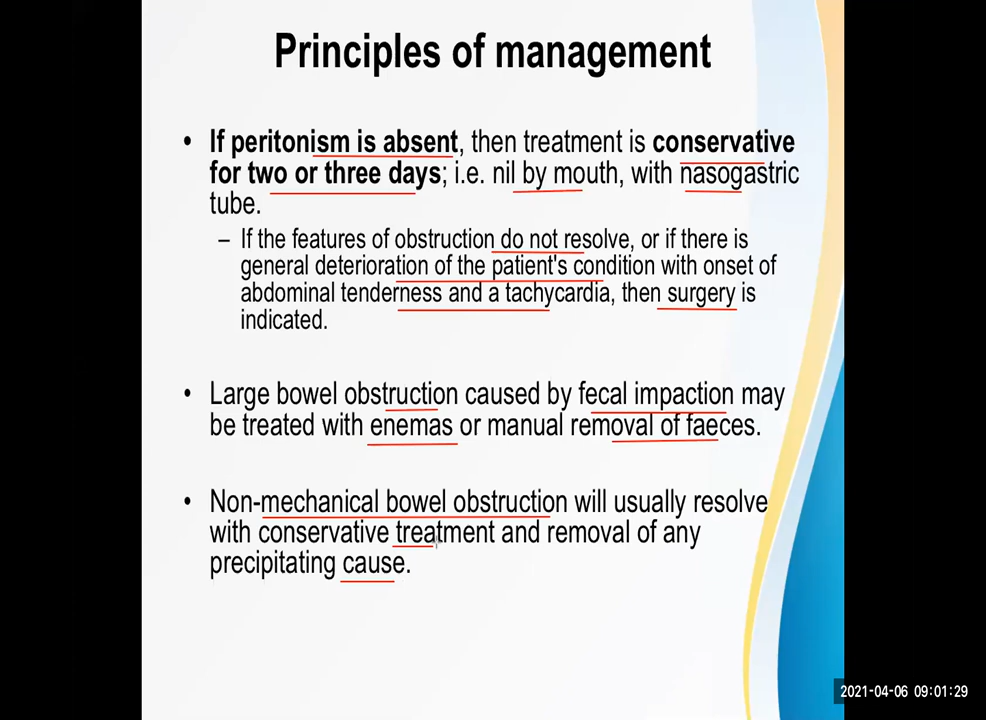 Principles of management
• If peritonism is absent, then treatment is conservative
for two or three days; i.e. nil by mouth, with nasogastric
tube.
– If the features of obstruction do not resolve, or if there is
general deterioration of the patient's condition with onset of
abdominal tenderness and a tachycardia, then surgery is
indicated.
• Large bowel obstruction caused by fecal impaction may
be treated with enemas or manual removal of faeces.
• Non-mechanical bowel obstruction will usually resolve
with conservative treatment and removal of any
precipitating cause.
2021-04-06 09:01:29